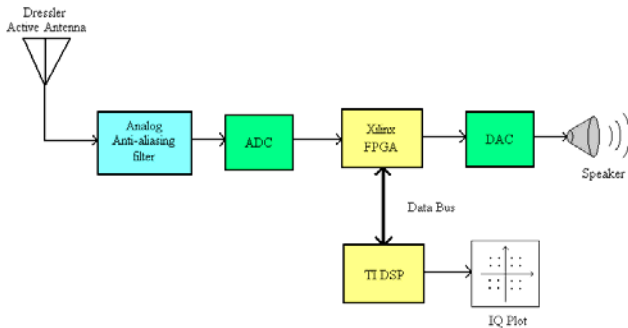 Dressler
Active Antenna
Analog
Anti-aliasing
filter
ADC
Xilinx
FPGA
DAC
Speaker
Data Bus
TI DSP
IQ Plot